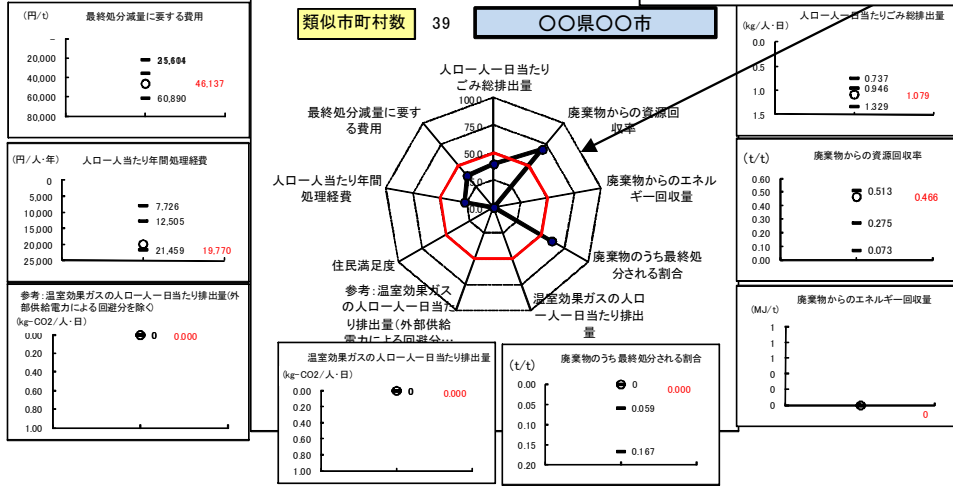 類似市町村数 39 〇〇県〇〇市
(円/t) 最終処分減量に要する費用
-
20,000
40,000
60,000
80,000
25,604
46,137
60,890
(円/人・年) 人口一人当たり年間処理経費
0
5,000
10,000
15,000
20,000
25,000
7,726
12,505
21,459 19,770
参考:温室効果ガスの人口一人一日当たり排出量(外
部供給電力による回避分を除く)
(kg-CO2/人・日)
0.00
0.20
0.40
0.60
0.80
1.00
0 0.000
人口一人一日当たり
ごみ総排出量
廃棄物からの資源回
収率
廃棄物からのエネル
ギー回収量
廃棄物のうち最終処
分される割合
温室効果ガスの人口
一人一日当たり排出
量
参考:温室効果ガス
の人口一人一日当た
り排出量(外部供給
電力による回避分…
住民満足度
人口一人当たり年間
処理経費
最終処分減量に要す
る費用
100.0
75.0
50.0
人口一人一日当たりごみ総排出量
(kg/人・日)
0.0
0.5
1.0
1.5
0.737
0.946
1.079
1.329
(t/t) 廃棄物からの資源回収率
0.60
0.50
0.40
0.30
0.20
0.10
0.00
0.513
0.466
0.275
0.073
廃棄物からのエネルギー回収量
(MJ/t)
1
1
0
0
0
0
温室効果ガスの人口一人一日当たり排出量
(kg-CO2/人・日)
0.00
0.20
0.40
0.60
0.80
1.00
0 0.000
廃棄物のうち最終処分される割合
(t/t)
0.00
0.05
0.10
0.15
0.20
0
0.000
0.059
0.167